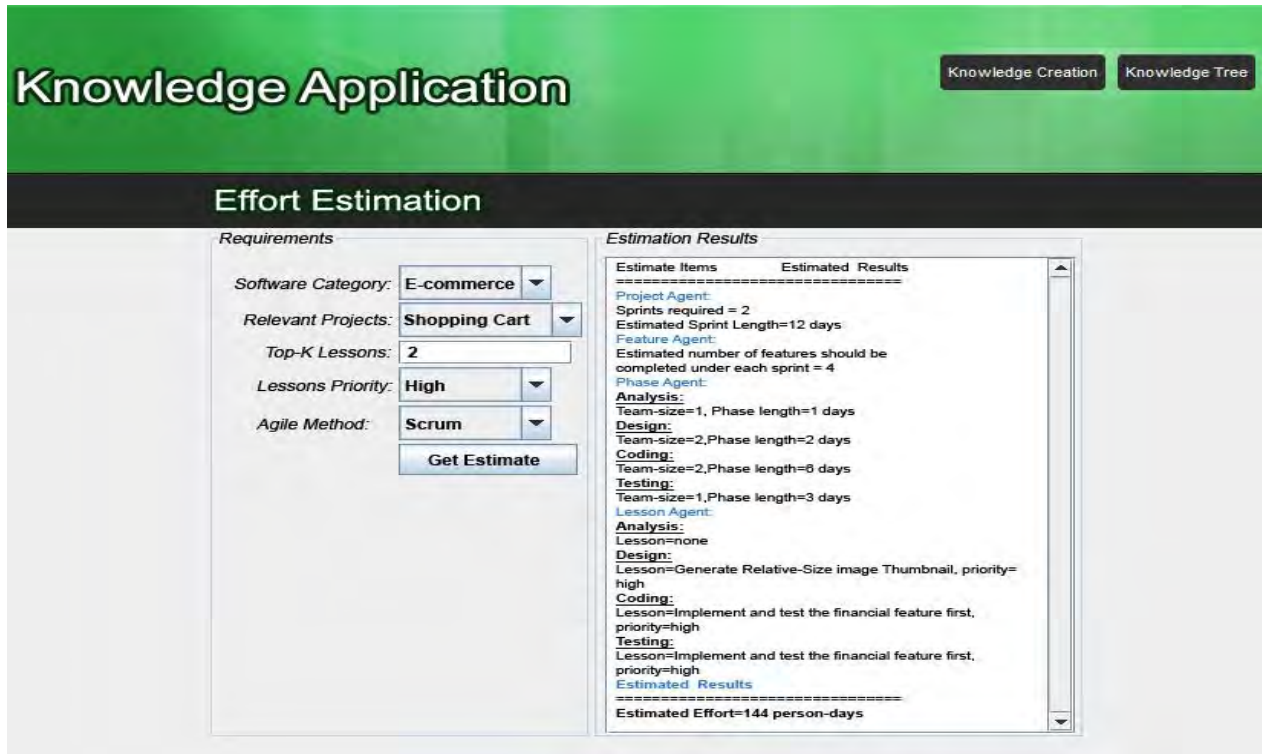 Knowledge Application
Knowledge Creation
Knowledge Tree
Effort Estimation
Requirements
Software Category: E-commerce
Relevant Projects: Shopping Cart
Top-K Lessons: 2
Lessons Priority: High
Agile Method: Scrum
Get Estimate
Estimation Results
Estimate Items Estimated Results
================================
Project Agent:
Sprints required = 2
Estimated Sprint Length=12 days
Feature Agent:
Estimated number of features should be
completed under each sprint = 4
Phase Agent:
Analysis:
Team-size=1, Phase length=1 days
Design:
Team-size=2,Phase length=2 days
Coding:
Team-size=2,Phase length=6 days
Testing:
Team-size=1,Phase length=3 days
Lesson Agent:
Analysis:
Lesson=none
Design:
Lesson=Generate Relative-Size image Thumbnail, priority=
high
Coding:
Lesson=Implement and test the financial feature first,
priority=high
Testing:
Lesson=Implement and test the financial feature first,
priority=high
Estimated Results
================================
Estimated Effort=144 person-days